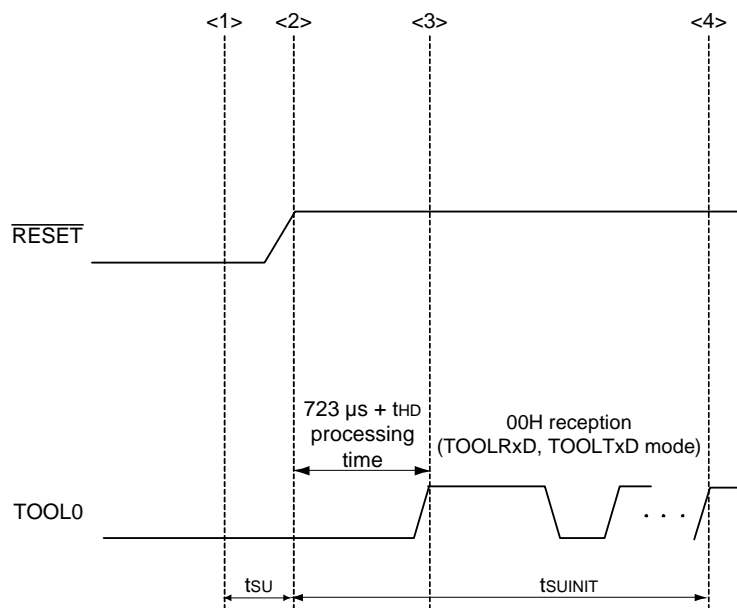 <1> <2> <3> <4>
RESET
723 µs + tHD
processing
time
00H reception
(TOOLRxD, TOOLTxD mode)
TOOL0
. . .
tSU tSUINIT